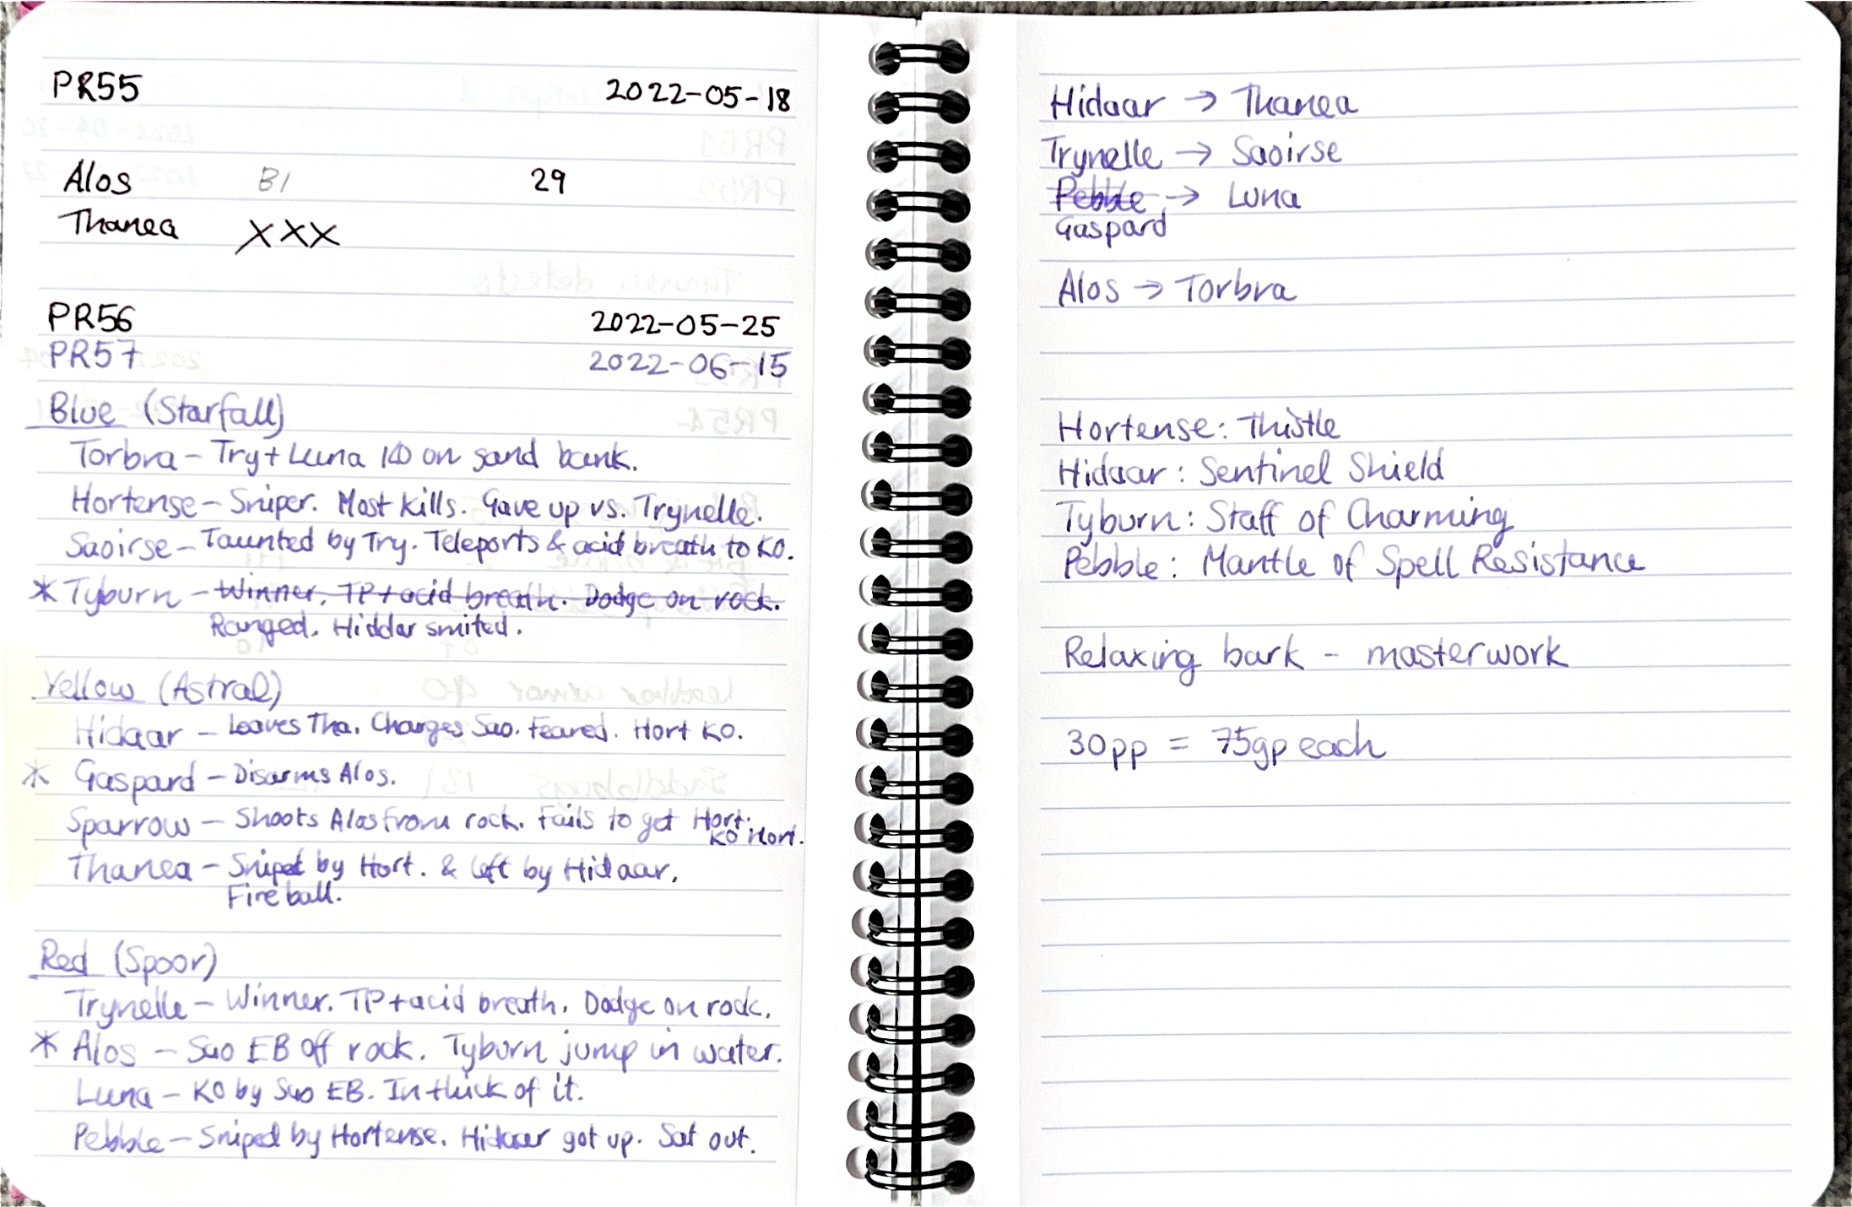 PR55 2022-05-18
Alos B1 29
Thanea XXX
PR56 2022-05-25
PR57 2022-06-15
Blue (Starfall)
Torbra - Try + Luna KO on sand bank.
Hortense - Sniper. Most kills. Gave up vs. Trynelle.
Saoirse - Taunted by Try. Teleports & acid breath to KO.
* Tyburn - Winner. TP + acid breath. Dodge on rock.
Ranged. Hidaar smited.
Yellow (Astral)
Hidaar - Leaves Tha. Charges Sao. Feared. Hort KO.
* Gaspard - Disarms Alos.
Sparrow - Shoots Alos from rock. Fails to get Hort.
KO Hort.
Thanea - Sniped by Hort. & left by Hidaar.
Fireball.
Red (Spoor)
Trynelle - Winner. TP + acid breath. Dodge on rock.
* Alos - Sao EB off rock. Tyburn jump in water.
Luna - KO by Sao EB. In thick of it.
Pebble - Sniped by Hortense. Hidaar got up. Sat out.
Hidaar → Thanea
Trynelle → Saoirse
Pebble → Luna
Gaspard
Alos → Torbra
Hortense: Thistle
Hidaar: Sentinel Shield
Tyburn: Staff of Charming
Pebble: Mantle of Spell Resistance
Relaxing bark - masterwork
30pp = 75gp each